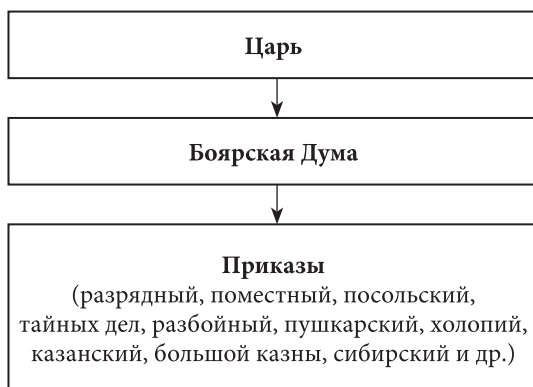 Царь
Боярская Дума
Приказы
(разрядный, поместный, посольский,
тайных дел, разбойный, пушкарский, холопий,
казанский, большой казны, сибирский и др.)